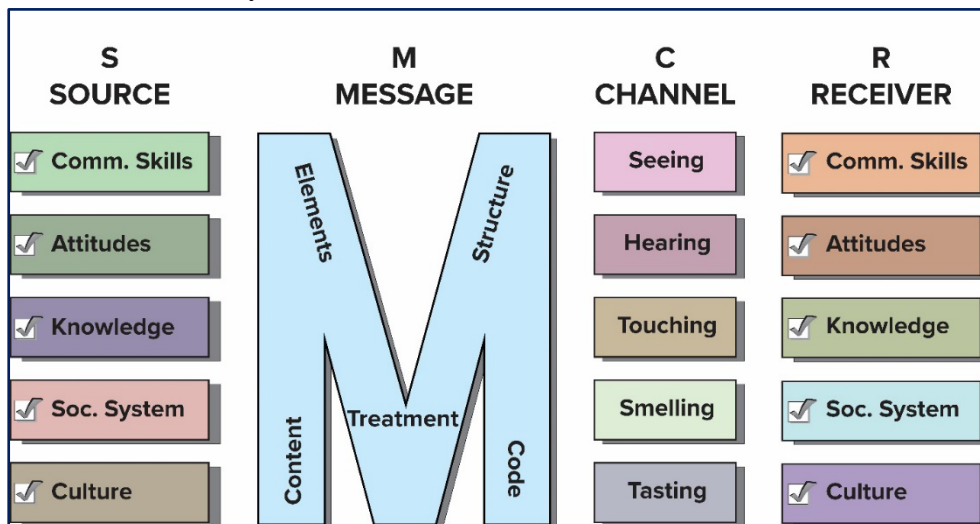 S
SOURCE
Comm. Skills
Attitudes
Knowledge
Soc. System
Culture
M
MESSAGE
Elements
Structure
Content
Treatment
Code
C
CHANNEL
Seeing
Hearing
Touching
Smelling
Tasting
R
RECEIVER
Comm. Skills
Attitudes
Knowledge
Soc. System
Culture